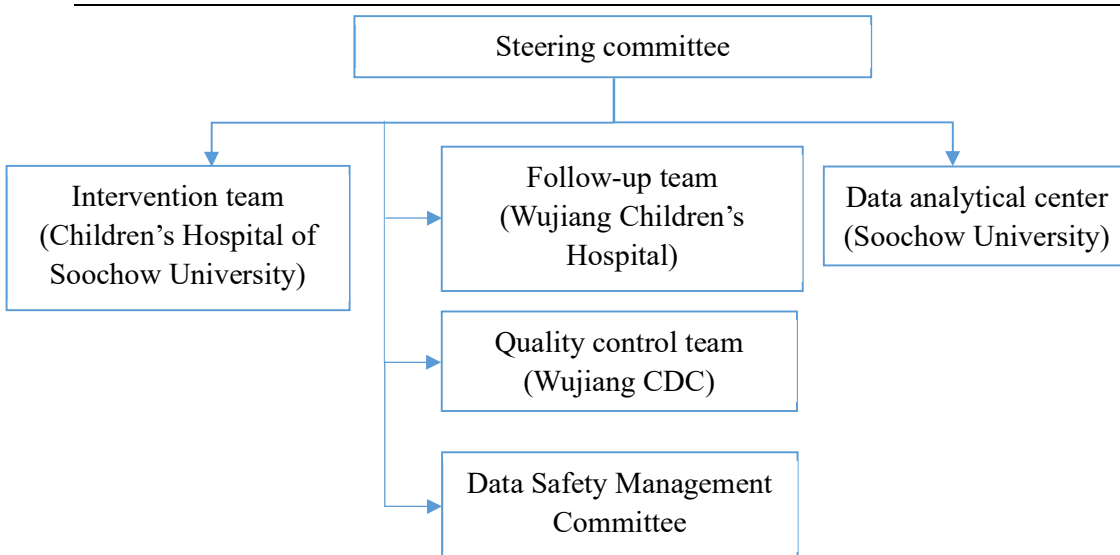 Steering committee
Intervention team
(Children’s Hospital of
Soochow University)
Follow-up team
(Wujiang Children’s
Hospital)
Data analytical center
(Soochow University)
Quality control team
(Wujiang CDC)
Data Safety Management
Committee